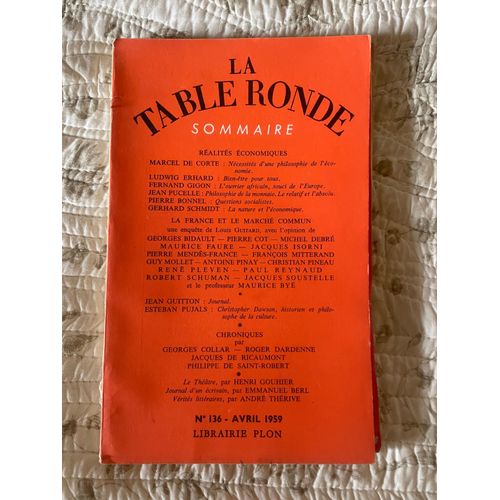 LA
TABLE RONDE
SOMMAIRE
RÉALITÉS ÉCONOMIQUES
MARCEL DE CORTE : Nécessités d'une philosophie de l'éco-
nomie.
LUDWIG ERHARD : Bien-être pour tous.
FERNAND GIGON : L'ouvrier africain, souci de l'Europe.
JEAN PUCELLE : Philosophie de la monnaie. Le relatif et l'absolu.
PIERRE BONNEL : Questions socialistes.
GERHARD SCHMIDT : La nature et l'économique.
LA FRANCE ET LE MARCHÉ COMMUN
une enquête de Louis GUITARD, avec l'opinion de
GEORGES BIDAULT — PIERRE COT — MICHEL DEBRÉ
MAURICE FAURE — JACQUES ISORNI
PIERRE MENDÈS-FRANCE — FRANÇOIS MITTERAND
GUY MOLLET — ANTOINE PINAY — CHRISTIAN PINEAU
RENÉ PLEVEN — PAUL REYNAUD
ROBERT SCHUMAN — JACQUES SOUSTELLE
et le professeur MAURICE BYÉ
JEAN GUITTON : Journal.
ESTEBAN PUJALS : Christopher Dawson, historien et philo-
sophe de la culture.
CHRONIQUES
par
GEORGES COLLAR — ROGER DARDENNE
JACQUES DE RICAUMONT
PHILIPPE DE SAINT-ROBERT
Le Théâtre, par HENRI GOUHIER
Journal d'un écrivain, par EMMANUEL BERL
Vérités littéraires, par ANDRÉ THÉRIVE
N° 136 - AVRIL 1959
LIBRAIRIE PLON